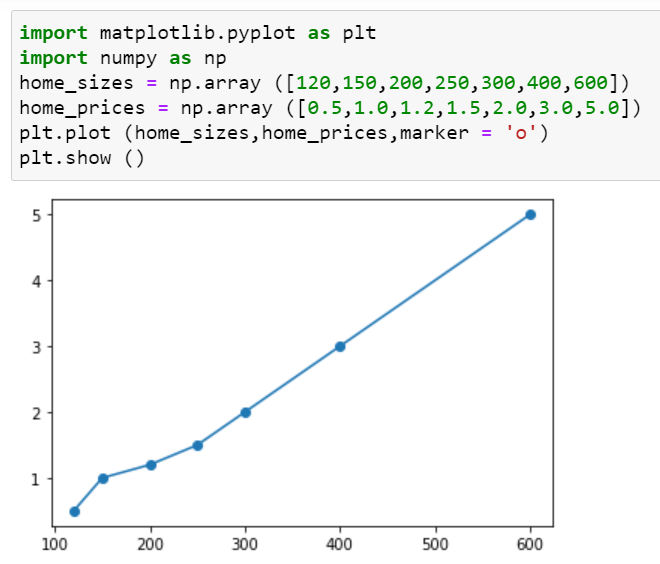 import matplotlib.pyplot as plt
import numpy as np
home_sizes = np.array ([120,150,200,250,300,400,600])
home_prices = np.array ([0.5,1.0,1.2,1.5,2.0,3.0,5.0])
plt.plot (home_sizes,home_prices,marker = 'o')
plt.show ()
5
4
3
2
1
100 200 300 400 500 600